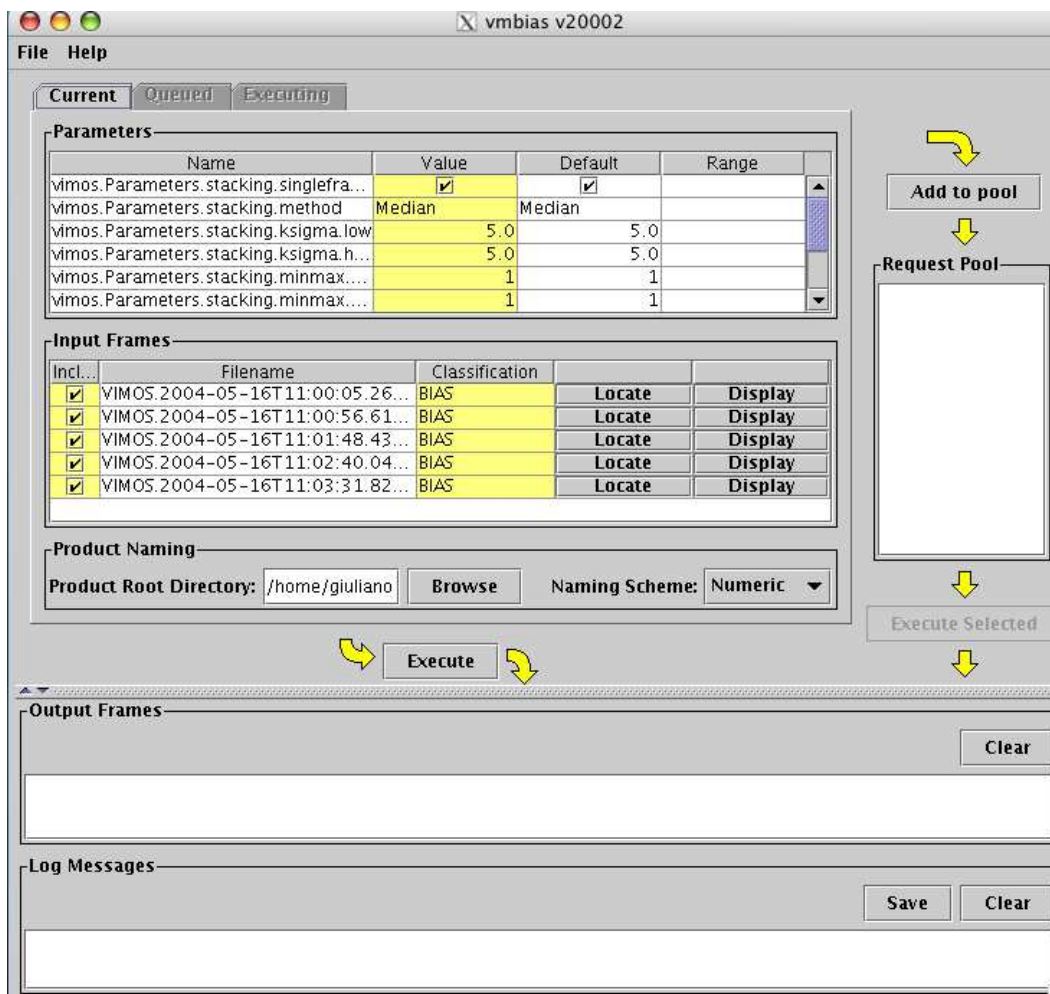 vmbias v20002
File Help
Current Queued Executing
Parameters
Name Value Default Range
vimos.Parameters.stacking.singlefra...
vimos.Parameters.stacking.method Median Median
vimos.Parameters.stacking.ksigma.low 5.0 5.0
vimos.Parameters.stacking.ksigma.h... 5.0 5.0
vimos.Parameters.stacking.minmax.... 1 1
vimos.Parameters.stacking.minmax.... 1 1
Input Frames
Incl... Filename Classification
VIMOS.2004-05-16T11:00:05.26... BIAS Locate Display
VIMOS.2004-05-16T11:00:56.61... BIAS Locate Display
VIMOS.2004-05-16T11:01:48.43... BIAS Locate Display
VIMOS.2004-05-16T11:02:40.04... BIAS Locate Display
VIMOS.2004-05-16T11:03:31.82... BIAS Locate Display
Product Naming
Product Root Directory: /home/giuliano Browse Naming Scheme: Numeric
Execute
Add to pool
Request Pool
Execute Selected
Output Frames
Clear
Log Messages
Save Clear